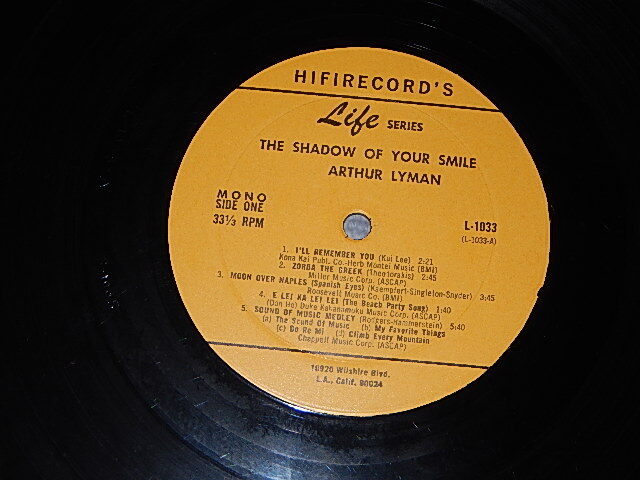 HIFIRECORD'S
Life SERIES
THE SHADOW OF YOUR SMILE
ARTHUR LYMAN
MONO
SIDE ONE
33⅓ RPM
L-1033
(L-1033-A)
1. I'LL REMEMBER YOU (Kui Lee) 2:21
Kona Kai Publ. Co.-Herb Montei Music (BMI)
2. ZORBA THE GREEK (Theodorakis) 2:45
Miller Music Corp. (ASCAP)
3. MOON OVER NAPLES (Spanish Eyes) (Kaempfert-Singleton-Snyder) 3:45
Roosevelt Music Co. (BMI)
4. E LEI KA LEI LEI (The Beach Party Song) 1:40
(Don Ho) Duke Kahanamoku Music Corp. (ASCAP)
5. SOUND OF MUSIC MEDLEY (Rodgers-Hammerstein) 5:40
(a) The Sound Of Music (b) My Favorite Things
(c) Do Re Mi (d) Climb Every Mountain
Chappell Music Corp. (ASCAP)
10920 Wilshire Blvd.
L.A., Calif. 90024